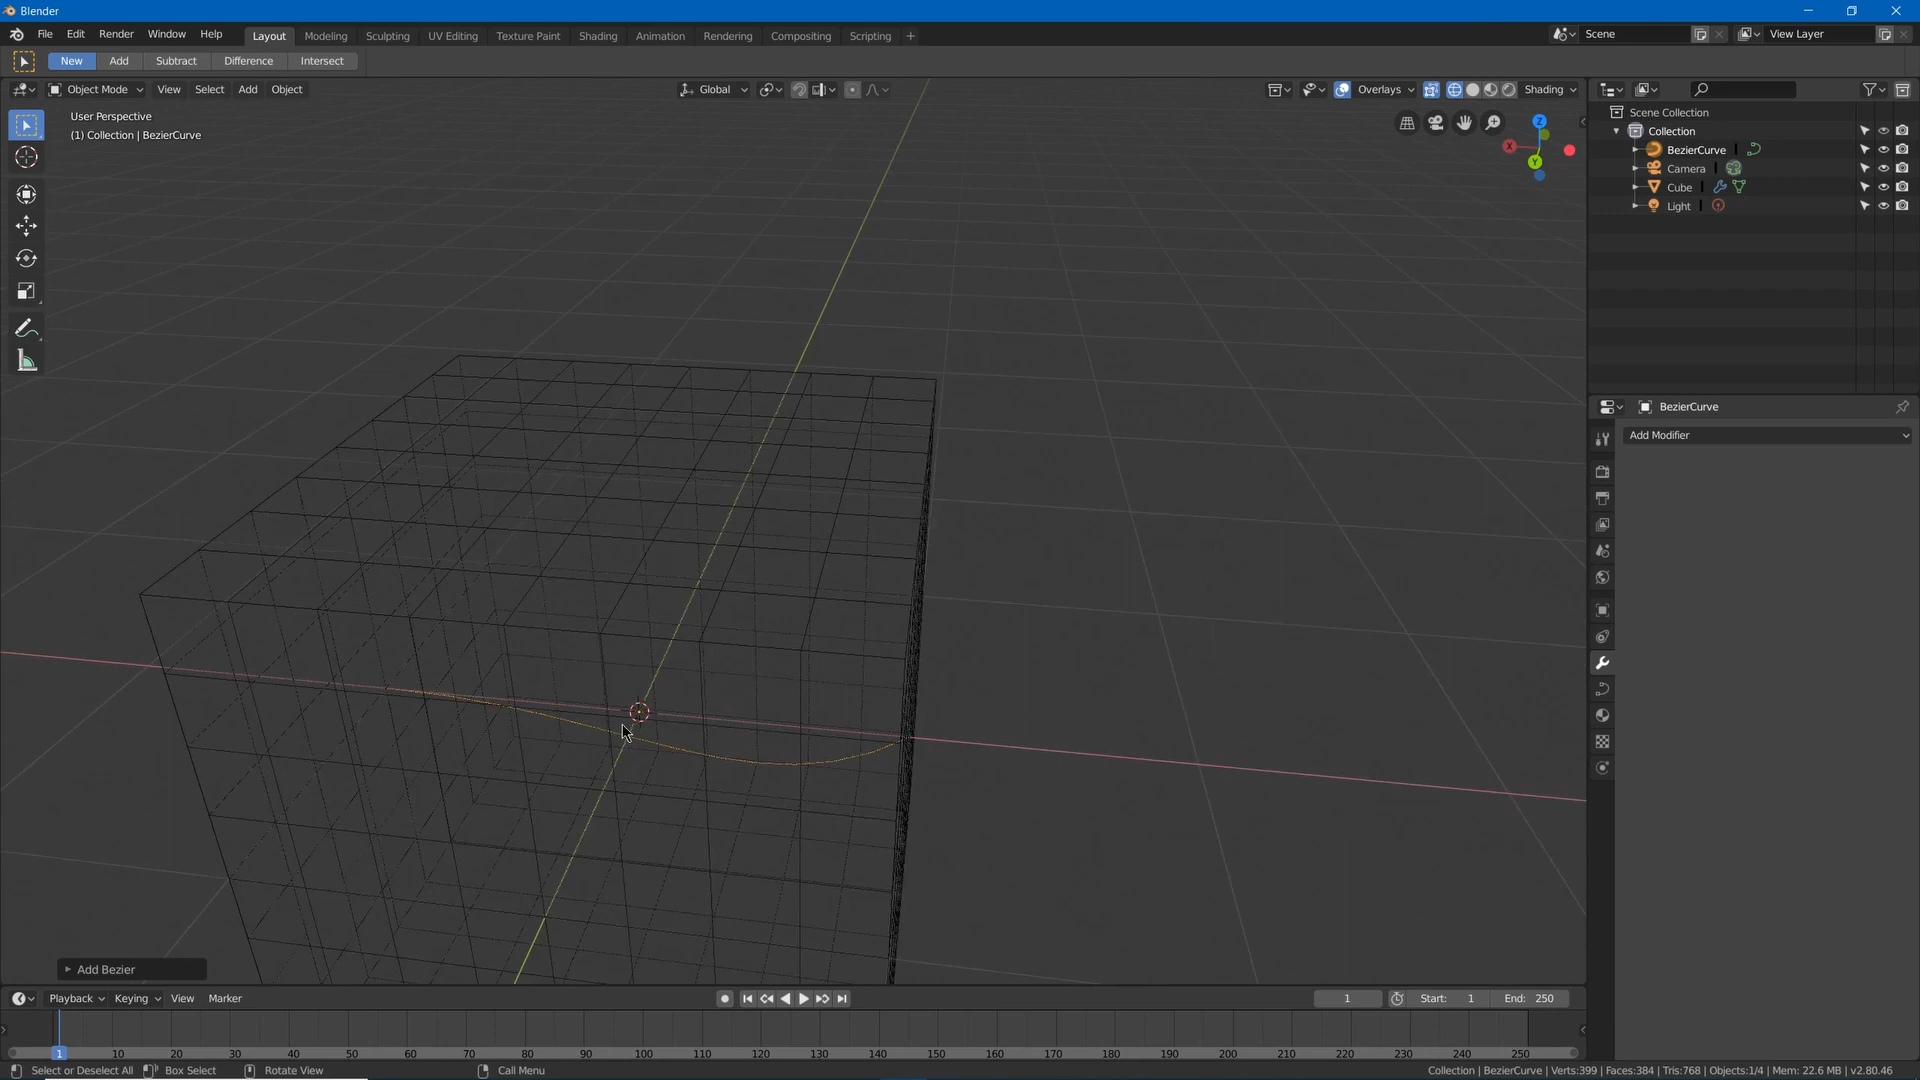 Blender
File Edit Render Window Help Layout Modeling Sculpting UV Editing Texture Paint Shading Animation Rendering Compositing Scripting Scene View Layer
New Add Subtract Difference Intersect
Object Mode View Select Add Object Global Overlays Shading
User Perspective
(1) Collection | BezierCurve
Z
X
Y
Scene Collection
Collection
BezierCurve
Camera
Cube
Light
BezierCurve
Add Modifier
Add Bezier
Playback Keying View Marker 1 Start: 1 End: 250
1 10 20 30 40 50 60 70 80 90 100 110 120 130 140 150 160 170 180 190 200 210 220 230 240 250
Select or Deselect All Box Select Rotate View Call Menu Collection | BezierCurve | Verts:399 | Faces:384 | Tris:768 | Objects:1/4 | Mem: 22.6 MB | v2.80.46